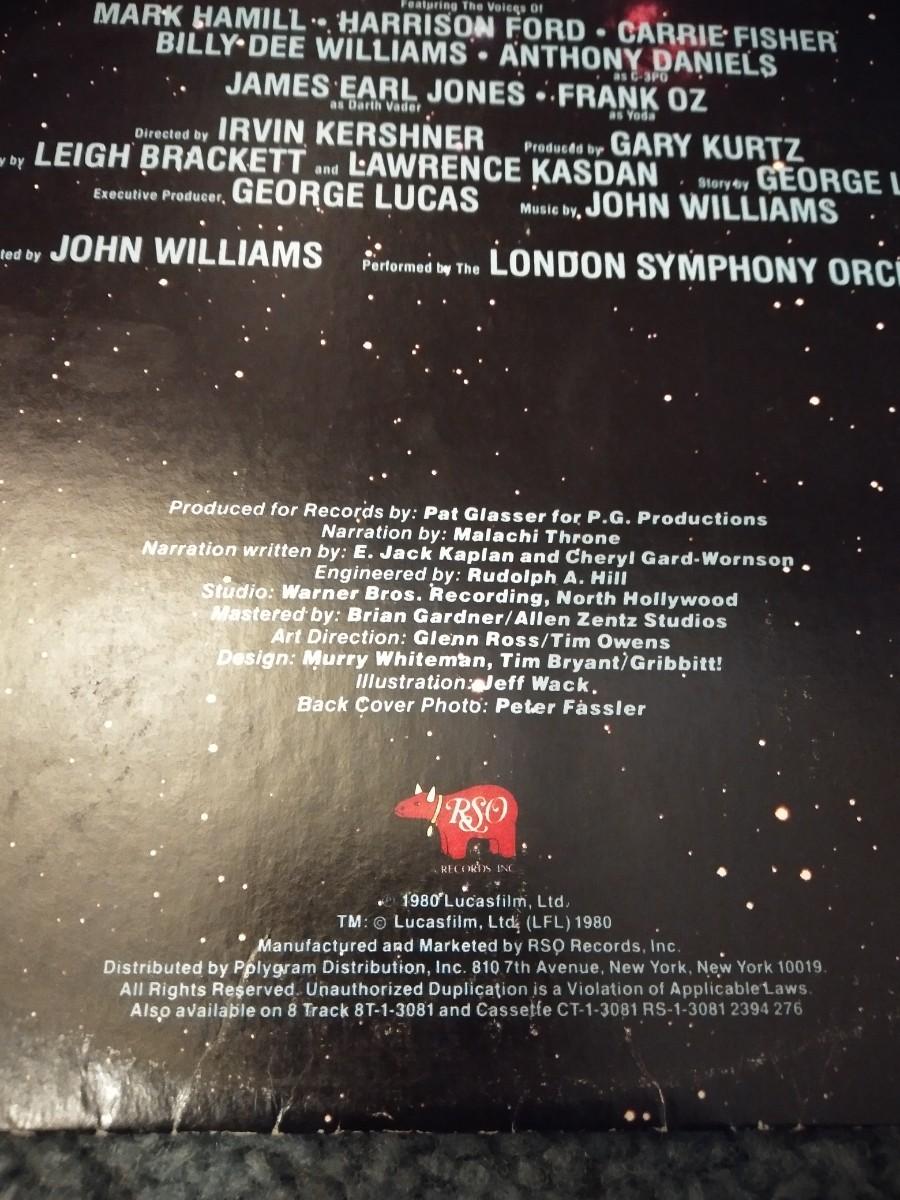 Featuring The Voices Of
MARK HAMILL • HARRISON FORD • CARRIE FISHER
BILLY DEE WILLIAMS • ANTHONY DANIELS
as C-3PO
JAMES EARL JONES • FRANK OZ
as Darth Vader as Yoda
Directed by IRVIN KERSHNER Produced by GARY KURTZ
y by LEIGH BRACKETT and LAWRENCE KASDAN Story by GEORGE L
Executive Producer GEORGE LUCAS Music by JOHN WILLIAMS
ted by JOHN WILLIAMS Performed by The LONDON SYMPHONY ORC
Produced for Records by: Pat Glasser for P.G. Productions
Narration by: Malachi Throne
Narration written by: E. Jack Kaplan and Cheryl Gard-Wornson
Engineered by: Rudolph A. Hill
Studio: Warner Bros. Recording, North Hollywood
Mastered by: Brian Gardner/Allen Zentz Studios
Art Direction: Glenn Ross/Tim Owens
Design: Murry Whiteman, Tim Bryant/Gribbitt!
Illustration: Jeff Wack
Back Cover Photo: Peter Fassler
RSO
RECORDS INC
℗ 1980 Lucasfilm, Ltd.
TM: © Lucasfilm, Ltd. (LFL) 1980
Manufactured and Marketed by RSO Records, Inc.
Distributed by Polygram Distribution, Inc. 810 7th Avenue, New York, New York 10019.
All Rights Reserved. Unauthorized Duplication is a Violation of Applicable Laws.
Also available on 8 Track 8T-1-3081 and Cassette CT-1-3081 RS-1-3081 2394 276